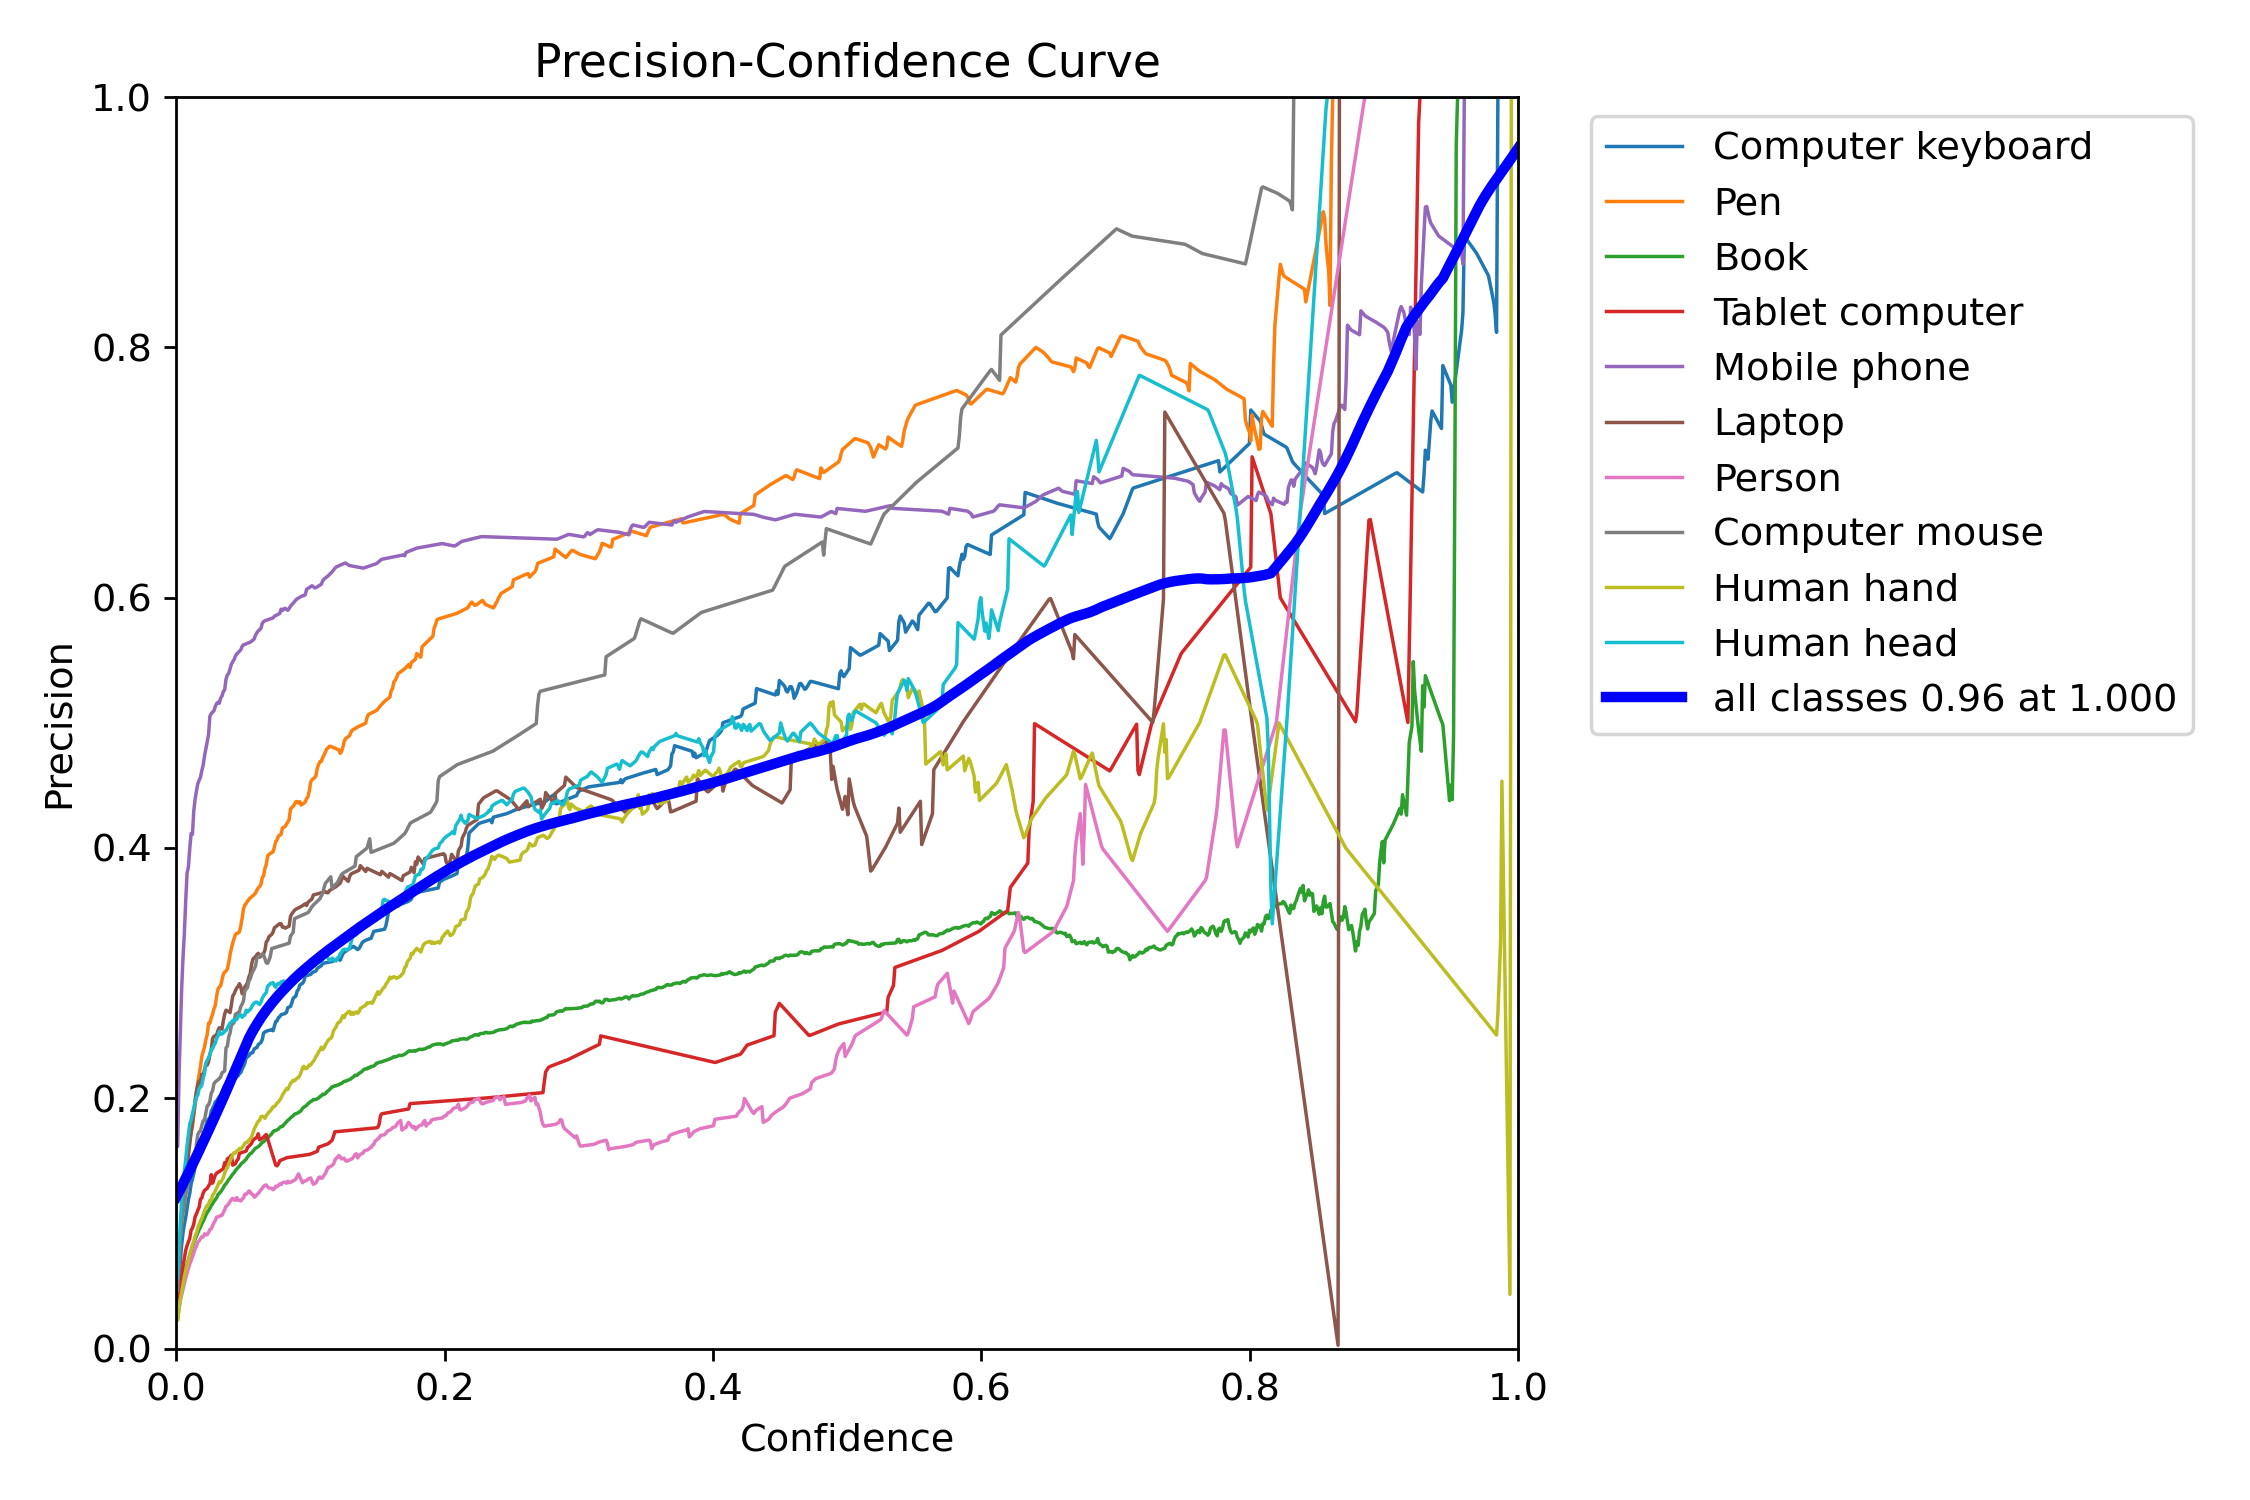 Precision-Confidence Curve
1.0
0.8
0.6
0.4
0.2
0.0
Precision
0.0 0.2 0.4 0.6 0.8 1.0
Confidence
Computer keyboard
Pen
Book
Tablet computer
Mobile phone
Laptop
Person
Computer mouse
Human hand
Human head
all classes 0.96 at 1.000